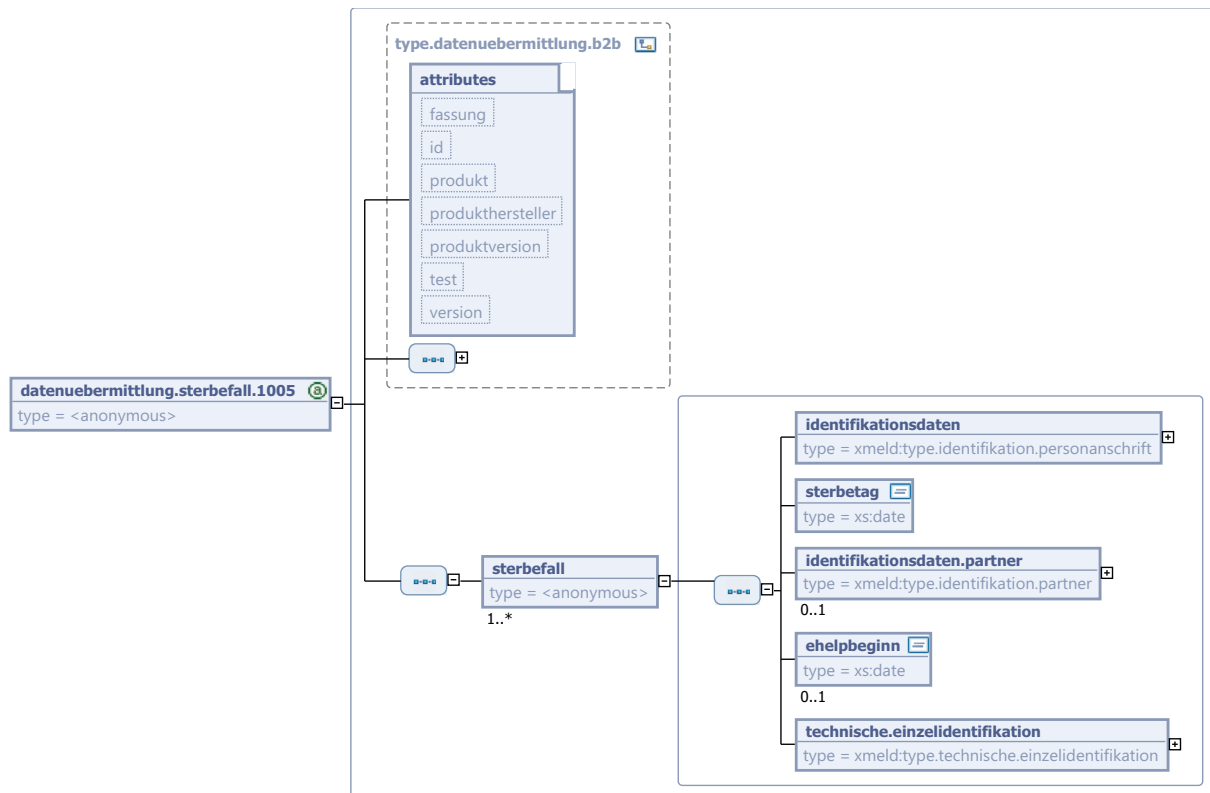 type.datenuebermittlung.b2b
attributes
fassung
id
produkt
produkthersteller
produktversion
test
version
datenuebermittlung.sterbefall.1005 a
type = <anonymous>
sterbefall
type = <anonymous>
1..*
identifikationsdaten
type = xmeld:type.identifikation.personanschrift
sterbetag
type = xs:date
identifikationsdaten.partner
type = xmeld:type.identifikation.partner
0..1
ehelpbeginn
type = xs:date
0..1
technische.einzelidentifikation
type = xmeld:type.technische.einzelidentifikation